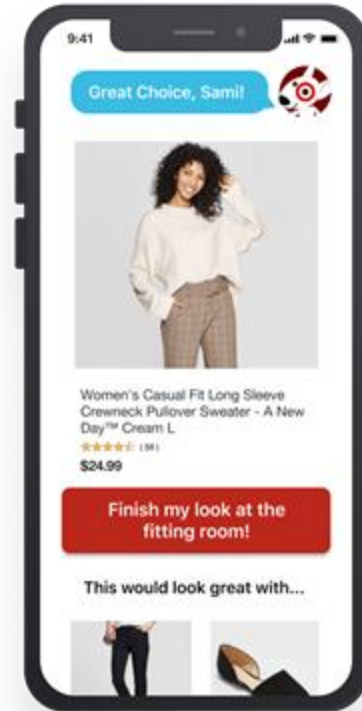 9:41
Great Choice, Sami!
Women's Casual Fit Long Sleeve
Crewneck Pullover Sweater - A New
Day™ Cream L
$24.99
Finish my look at the
fitting room!
This would look great with...